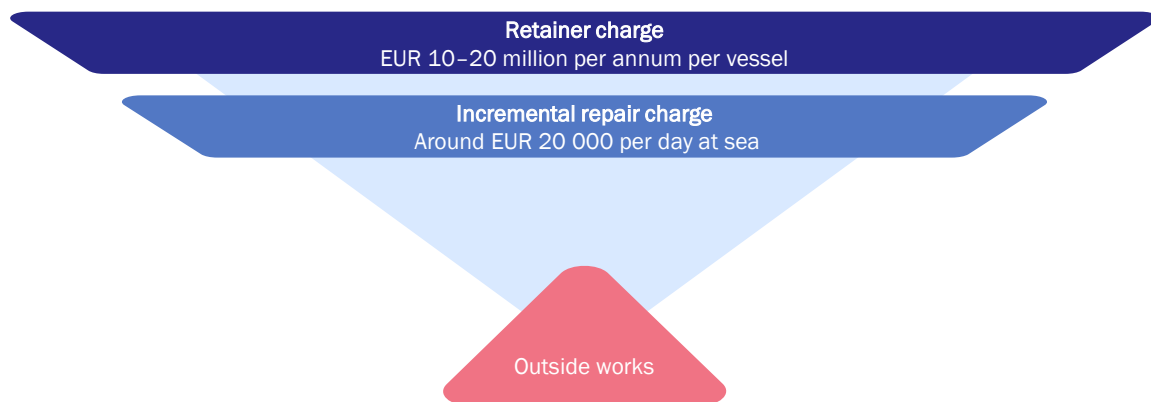 Retainer charge
EUR 10–20 million per annum per vessel
Incremental repair charge
Around EUR 20 000 per day at sea
Outside works